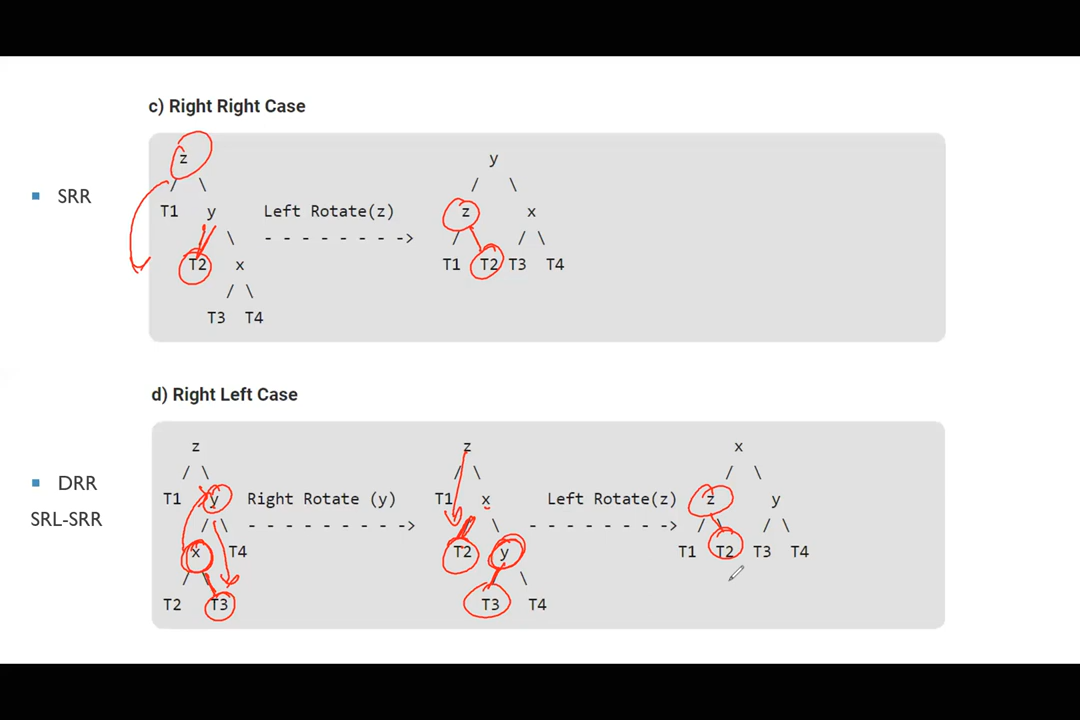 c) Right Right Case
SRR
z
/ \
T1 y Left Rotate(z)
/ \ - - - - - - - ->
T2 x
/ \
T3 T4
y
/ \
z x
/ \ / \
T1 T2 T3 T4
d) Right Left Case
DRR
SRL-SRR
z
/ \
T1 y Right Rotate (y)
/ \ - - - - - - - - ->
x T4
/ \
T2 T3
z
/ \
T1 x Left Rotate(z)
/ \ - - - - - - - ->
T2 y
/ \
T3 T4
x
/ \
z y
/ \ / \
T1 T2 T3 T4